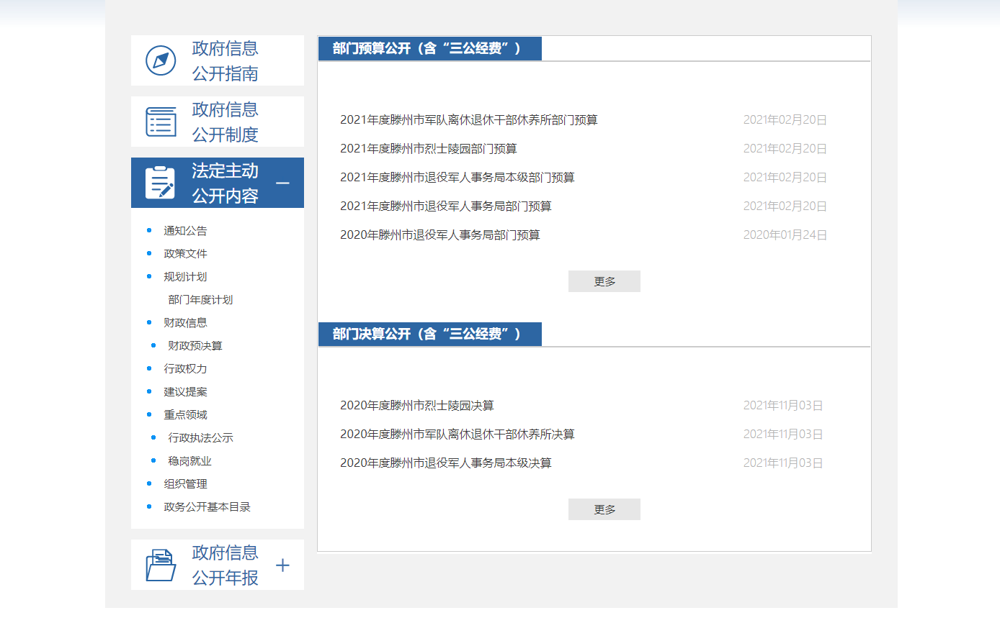 政府信息
公开指南
政府信息
公开制度
法定主动
公开内容
通知公告
政策文件
规划计划
部门年度计划
财政信息
财政预决算
行政权力
建议提案
重点领域
行政执法公示
稳岗就业
组织管理
政务公开基本目录
政府信息
公开年报
部门预算公开（含“三公经费”）
2021年度滕州市军队离休退休干部休养所部门预算 2021年02月20日
2021年度滕州市烈士陵园部门预算 2021年02月20日
2021年度滕州市退役军人事务局本级部门预算 2021年02月20日
2021年度滕州市退役军人事务局部门预算 2021年02月20日
2020年滕州市退役军人事务局部门预算 2020年01月24日
更多
部门决算公开（含“三公经费”）
2020年度滕州市烈士陵园决算 2021年11月03日
2020年度滕州市军队离休退休干部休养所决算 2021年11月03日
2020年度滕州市退役军人事务局本级决算 2021年11月03日
更多